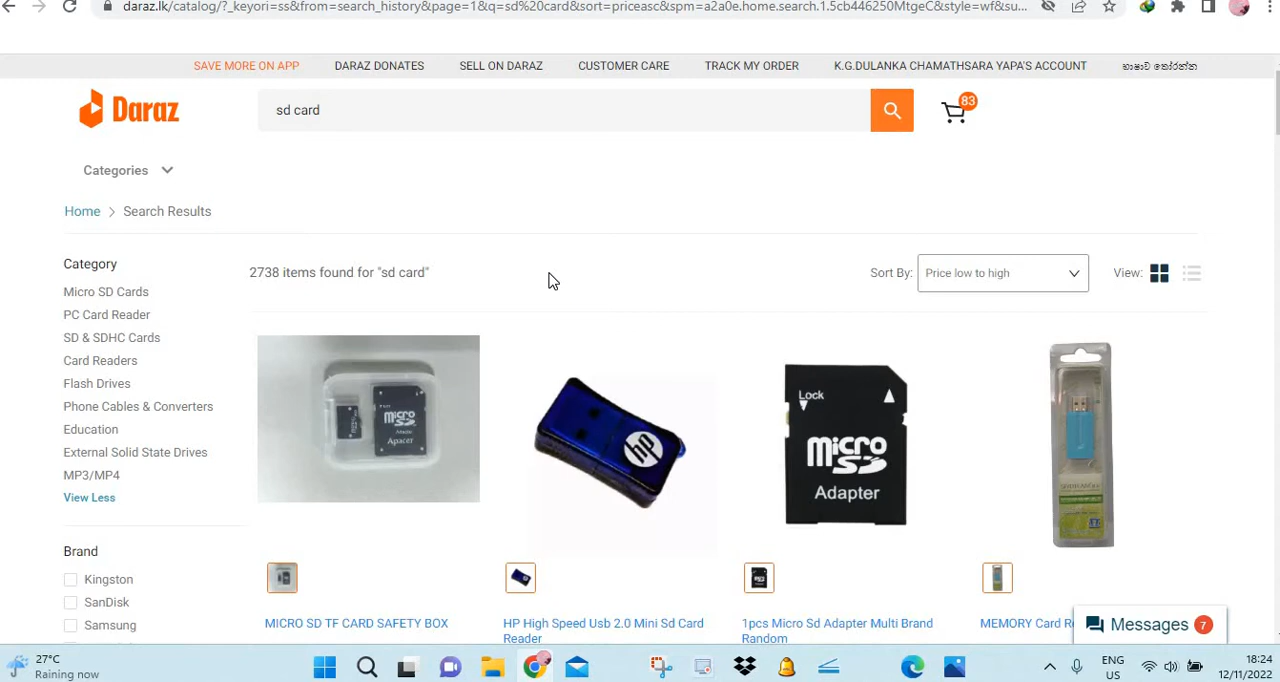 daraz.lk/catalog/?_keyori=ss&from=search_history&page=1&q=sd%20card&sort=priceasc&spm=a2a0e.home.search.1.5cb446250MtgeC&style=wf&su...
SAVE MORE ON APP DARAZ DONATES SELL ON DARAZ CUSTOMER CARE TRACK MY ORDER K.G.DULANKA CHAMATHSARA YAPA'S ACCOUNT භාෂාව තෝරන්න
Daraz sd card 83
Categories
Home > Search Results
Category
2738 items found for "sd card" Sort By: Price low to high View:
Micro SD Cards
PC Card Reader
SD & SDHC Cards
Card Readers
Flash Drives
Phone Cables & Converters
Education
External Solid State Drives
MP3/MP4
View Less
Brand
Kingston
SanDisk
Samsung
Micro SD
Apacer
hp
Lock
Micro SD
Adapter
MICRO SD TF CARD SAFETY BOX
HP High Speed Usb 2.0 Mini Sd Card
Reader
1pcs Micro Sd Adapter Multi Brand
Random
MEMORY Card
Messages 7
27°C
Raining now
ENG
US
18:24
12/11/2022